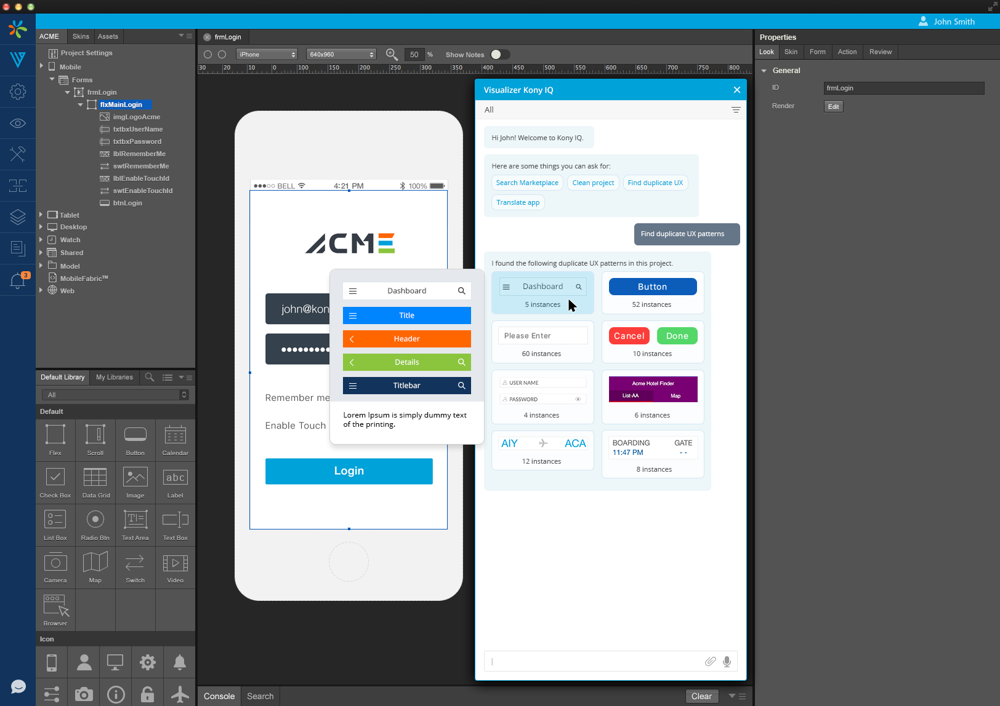 John Smith
ACME
Skins
Assets
Project Settings
Mobile
Forms
frmLogin
flxMainLogin
imgLogoAcme
txtbxUserName
txtbxPassword
lblRememberMe
swtRememberMe
lblEnableTouchId
swtEnableTouchId
btnLogin
Tablet
Desktop
Watch
Shared
Model
MobileFabric™
Web
3
Default Library
My Libraries
All
Default
Flex
Scroll
Button
Calendar
Check Box
Data Grid
Image
abc
Label
List Box
Radio Btn
Text Area
Text Box
Camera
Map
Switch
Video
Browser
Icon
frmLogin
iPhone
640x960
50 %
Show Notes
30 20 10 0 100 150 200 250 300 350 400 450 500 550 600 650 700 750 800
●●●○○ BELL
4:21 PM
100%
ACME
john@kon
●●●●●●●●●
Remember me
Enable Touch
Login
Dashboard
Title
Header
Details
Titlebar
Lorem Ipsum is simply dummy text
of the printing.
Visualizer Kony IQ
All
Hi John! Welcome to Kony IQ.
Here are some things you can ask for:
Search Marketplace
Clean project
Find duplicate UX
Translate app
Find duplicate UX patterns
I found the following duplicate UX patterns in this project.
Dashboard
5 instances
Button
52 instances
Please Enter
60 instances
Cancel
Done
10 instances
USER NAME
PASSWORD
4 instances
Acme Hotel Finder
List-AA
Map
6 instances
AIY
ACA
12 instances
BOARDING
GATE
11:47 PM
- -
8 instances
Console
Search
Clear
Properties
Look
Skin
Form
Action
Review
General
ID
frmLogin
Render
Edit